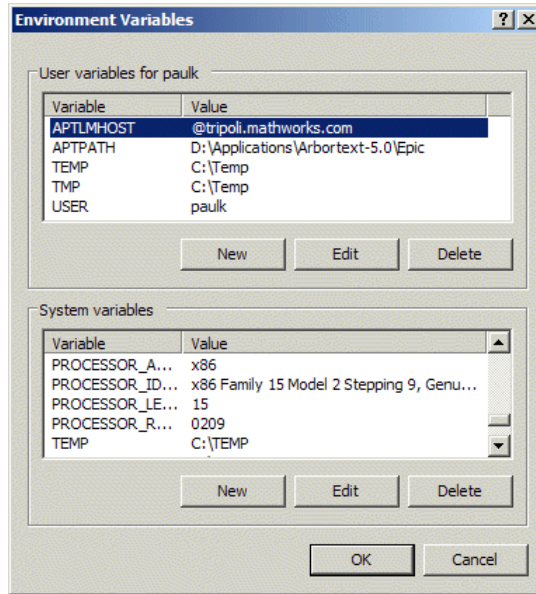 Environment Variables
User variables for paulk
Variable Value
APTLMHOST @tripoli.mathworks.com
APTPATH D:\Applications\Arbortext-5.0\Epic
TEMP C:\Temp
TMP C:\Temp
USER paulk
New Edit Delete
System variables
Variable Value
PROCESSOR_A... x86
PROCESSOR_ID... x86 Family 15 Model 2 Stepping 9, Genu...
PROCESSOR_LE... 15
PROCESSOR_R... 0209
TEMP C:\TEMP
New Edit Delete
OK Cancel